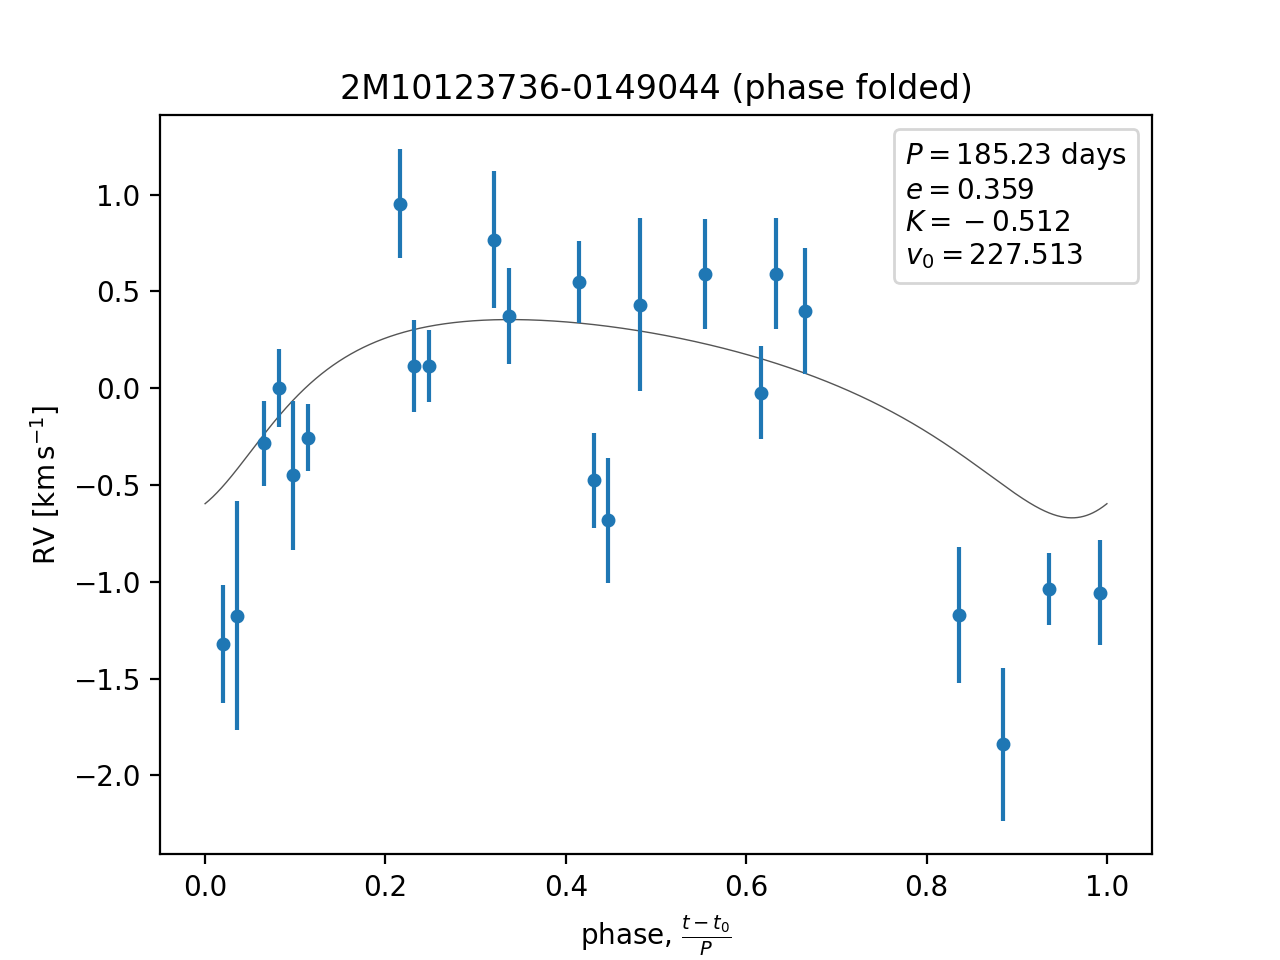 2M10123736-0149044 (phase folded)
P = 185.23 days
e = 0.359
K = −0.512
v₀ = 227.513
RV [km s⁻¹]
1.0
0.5
0.0
−0.5
−1.0
−1.5
−2.0
0.0 0.2 0.4 0.6 0.8 1.0
phase, (t − t₀)/P